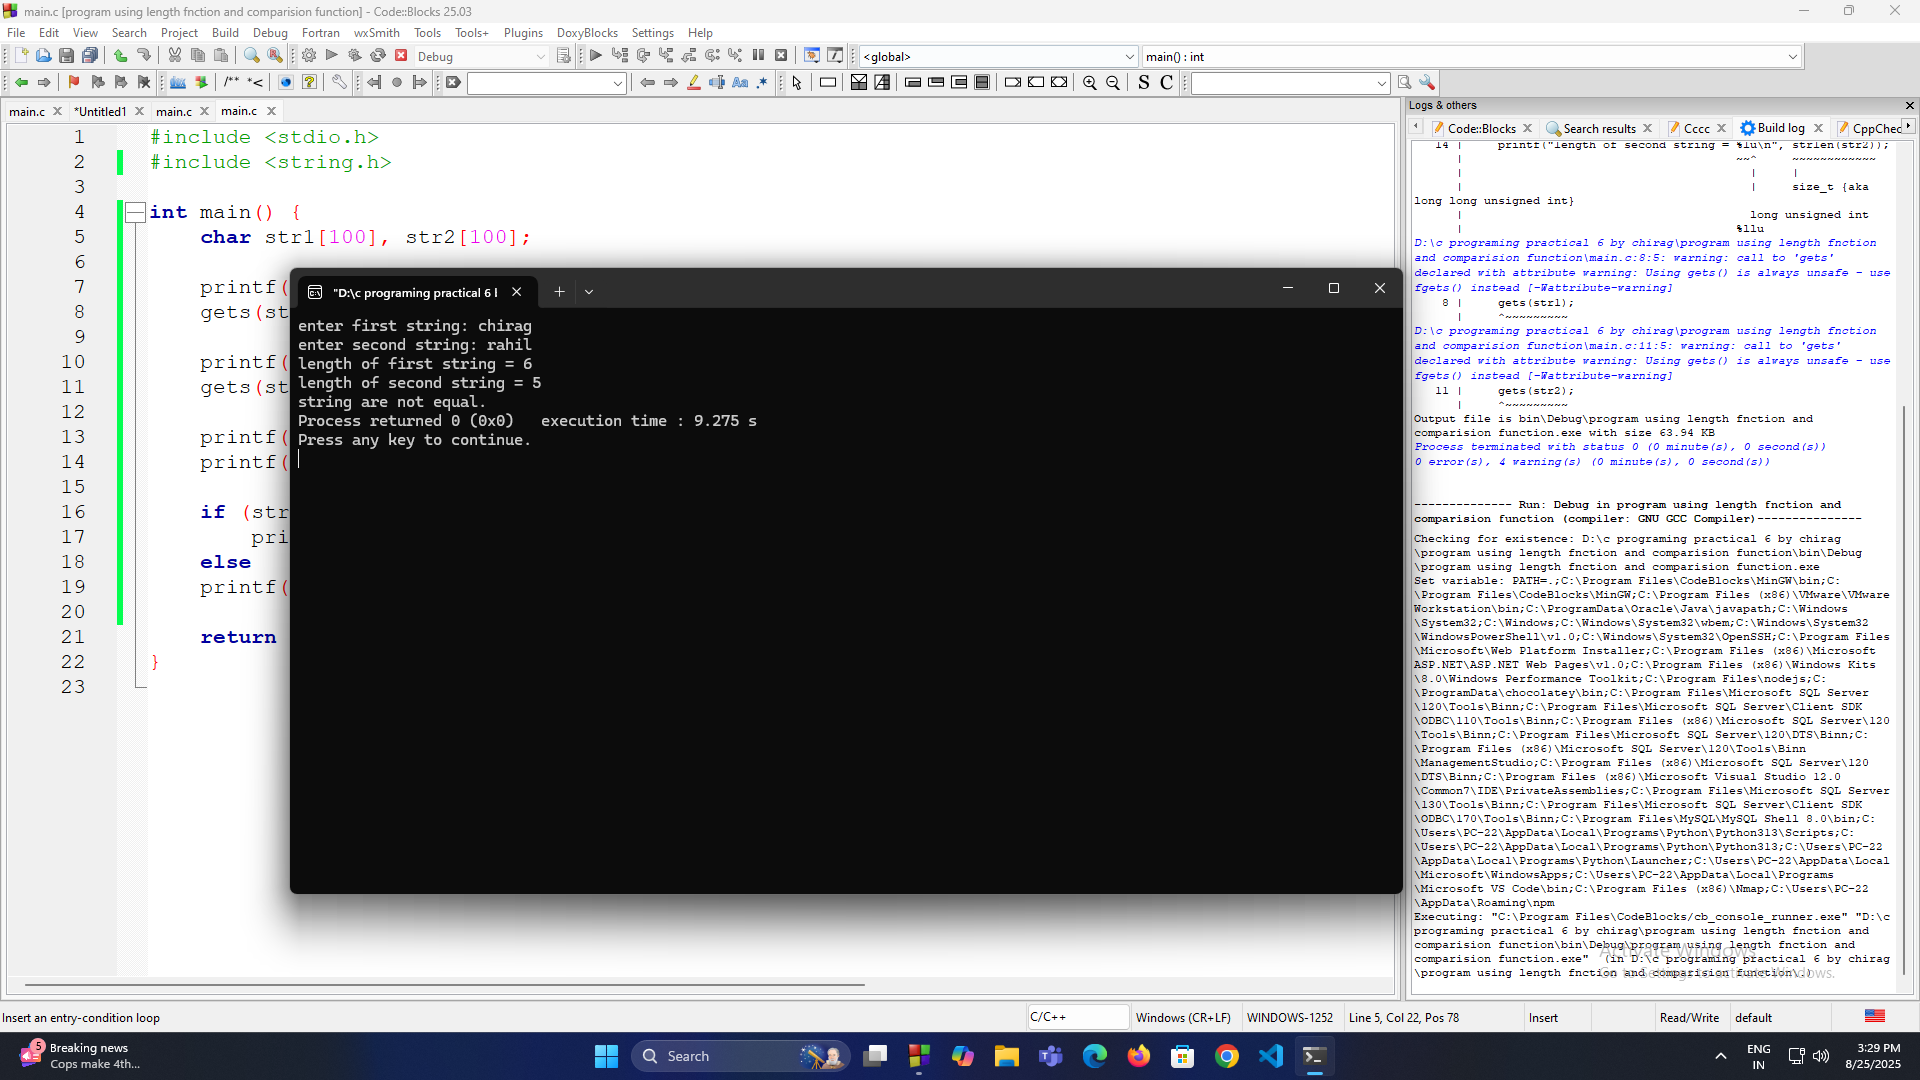 main.c [program using length fnction and comparision function] - Code::Blocks 25.03
File Edit View Search Project Build Debug Fortran wxSmith Tools Tools+ Plugins DoxyBlocks Settings Help
Debug
<global>
main() : int
/** *<
Aa .*
S C
main.c
*Untitled1
main.c
main.c
1 #include <stdio.h>
2 #include <string.h>
3
4 int main() {
5 char str1[100], str2[100];
6
7 printf(
8 gets(st
9
10 printf(
11 gets(st
12
13 printf(
14 printf(
15
16 if (str
17 pri
18 else
19 printf(
20
21 return
22 }
23
"D:\c programing practical 6 l
enter first string: chirag
enter second string: rahil
length of first string = 6
length of second string = 5
string are not equal.
Process returned 0 (0x0) execution time : 9.275 s
Press any key to continue.
Logs & others
Code::Blocks
Search results
Cccc
Build log
CppChec
14 | printf("length of second string = %lu\n", strlen(str2));
| ~~^ ~~~~~~~~~~~~
| | |
| | size_t {aka
long long unsigned int}
| long unsigned int
| %llu
D:\c programing practical 6 by chirag\program using length fnction
and comparision function\main.c:8:5: warning: call to 'gets'
declared with attribute warning: Using gets() is always unsafe - use
fgets() instead [-Wattribute-warning]
8 | gets(str1);
| ^~~~~~~~~~
D:\c programing practical 6 by chirag\program using length fnction
and comparision function\main.c:11:5: warning: call to 'gets'
declared with attribute warning: Using gets() is always unsafe - use
fgets() instead [-Wattribute-warning]
11 | gets(str2);
| ^~~~~~~~~~
Output file is bin\Debug\program using length fnction and
comparision function.exe with size 63.94 KB
Process terminated with status 0 (0 minute(s), 0 second(s))
0 error(s), 4 warning(s) (0 minute(s), 0 second(s))
-------------- Run: Debug in program using length fnction and
comparision function (compiler: GNU GCC Compiler)---------------
Checking for existence: D:\c programing practical 6 by chirag
\program using length fnction and comparision function\bin\Debug
\program using length fnction and comparision function.exe
Set variable: PATH=.;C:\Program Files\CodeBlocks\MinGW\bin;C:
\Program Files\CodeBlocks\MinGW;C:\Program Files (x86)\VMware\VMware
Workstation\bin;C:\ProgramData\Oracle\Java\javapath;C:\Windows
\System32;C:\Windows;C:\Windows\System32\wbem;C:\Windows\System32
\WindowsPowerShell\v1.0;C:\Windows\System32\OpenSSH;C:\Program Files
\Microsoft\Web Platform Installer;C:\Program Files (x86)\Microsoft
ASP.NET\ASP.NET Web Pages\v1.0;C:\Program Files (x86)\Windows Kits
\8.0\Windows Performance Toolkit;C:\Program Files\nodejs;C:
\ProgramData\chocolatey\bin;C:\Program Files\Microsoft SQL Server
\120\Tools\Binn;C:\Program Files\Microsoft SQL Server\Client SDK
\ODBC\110\Tools\Binn;C:\Program Files (x86)\Microsoft SQL Server\120
\Tools\Binn;C:\Program Files\Microsoft SQL Server\120\DTS\Binn;C:
\Program Files (x86)\Microsoft SQL Server\120\Tools\Binn
\ManagementStudio;C:\Program Files (x86)\Microsoft SQL Server\120
\DTS\Binn;C:\Program Files (x86)\Microsoft Visual Studio 12.0
\Common7\IDE\PrivateAssemblies;C:\Program Files\Microsoft SQL Server
\130\Tools\Binn;C:\Program Files\Microsoft SQL Server\Client SDK
\ODBC\170\Tools\Binn;C:\Program Files\MySQL\MySQL Shell 8.0\bin;C:
\Users\PC-22\AppData\Local\Programs\Python\Python313\Scripts;C:
\Users\PC-22\AppData\Local\Programs\Python\Python313;C:\Users\PC-22
\AppData\Local\Programs\Python\Launcher;C:\Users\PC-22\AppData\Local
\Microsoft\WindowsApps;C:\Users\PC-22\AppData\Local\Programs
\Microsoft VS Code\bin;C:\Program Files (x86)\Nmap;C:\Users\PC-22
\AppData\Roaming\npm
Executing: "C:\Program Files\CodeBlocks/cb_console_runner.exe" "D:\c
programing practical 6 by chirag\program using length fnction and
comparision function\bin\Debug\program using length fnction and
comparision function.exe" (in D:\c programing practical 6 by chirag
\program using length fnction and comparision function\.)
Activate Windows
Go to Settings to activate Windows.
Insert an entry-condition loop
C/C++
Windows (CR+LF)
WINDOWS-1252
Line 5, Col 22, Pos 78
Insert
Read/Write
default
5
Breaking news
Cops make 4th...
Search
ENG
IN
3:29 PM
8/25/2025